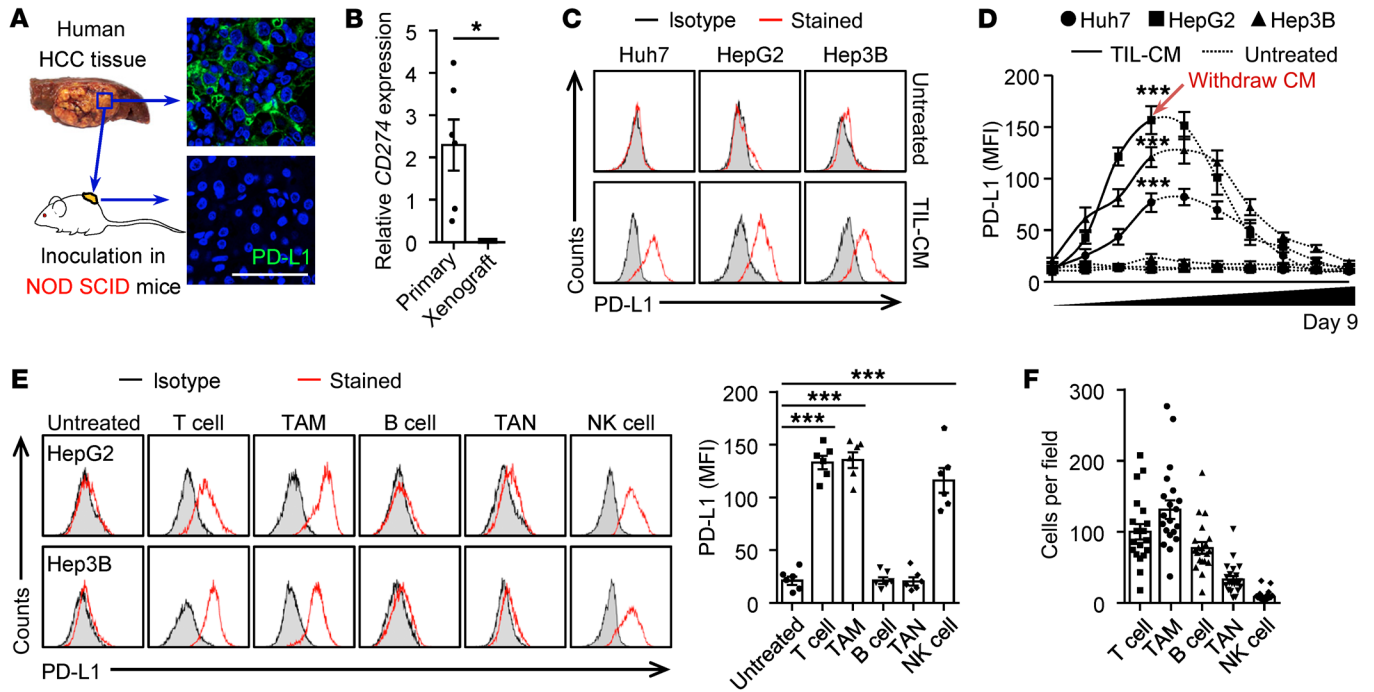 A
Human
HCC tissue
Inoculation in
NOD SCID mice
PD-L1
B
*
Relative CD274 expression
5
4
3
2
1
0
Primary
Xenograft
C
Isotype
Stained
Huh7
HepG2
Hep3B
Untreated
TIL-CM
Counts
PD-L1
D
Huh7
HepG2
Hep3B
TIL-CM
Untreated
Withdraw CM
***
***
***
PD-L1 (MFI)
200
150
100
50
0
Day 9
E
Isotype
Stained
Untreated
T cell
TAM
B cell
TAN
NK cell
HepG2
Hep3B
Counts
PD-L1
***
***
***
PD-L1 (MFI)
200
150
100
50
0
Untreated
T cell
TAM
B cell
TAN
NK cell
F
Cells per field
300
200
100
0
T cell
TAM
B cell
TAN
NK cell